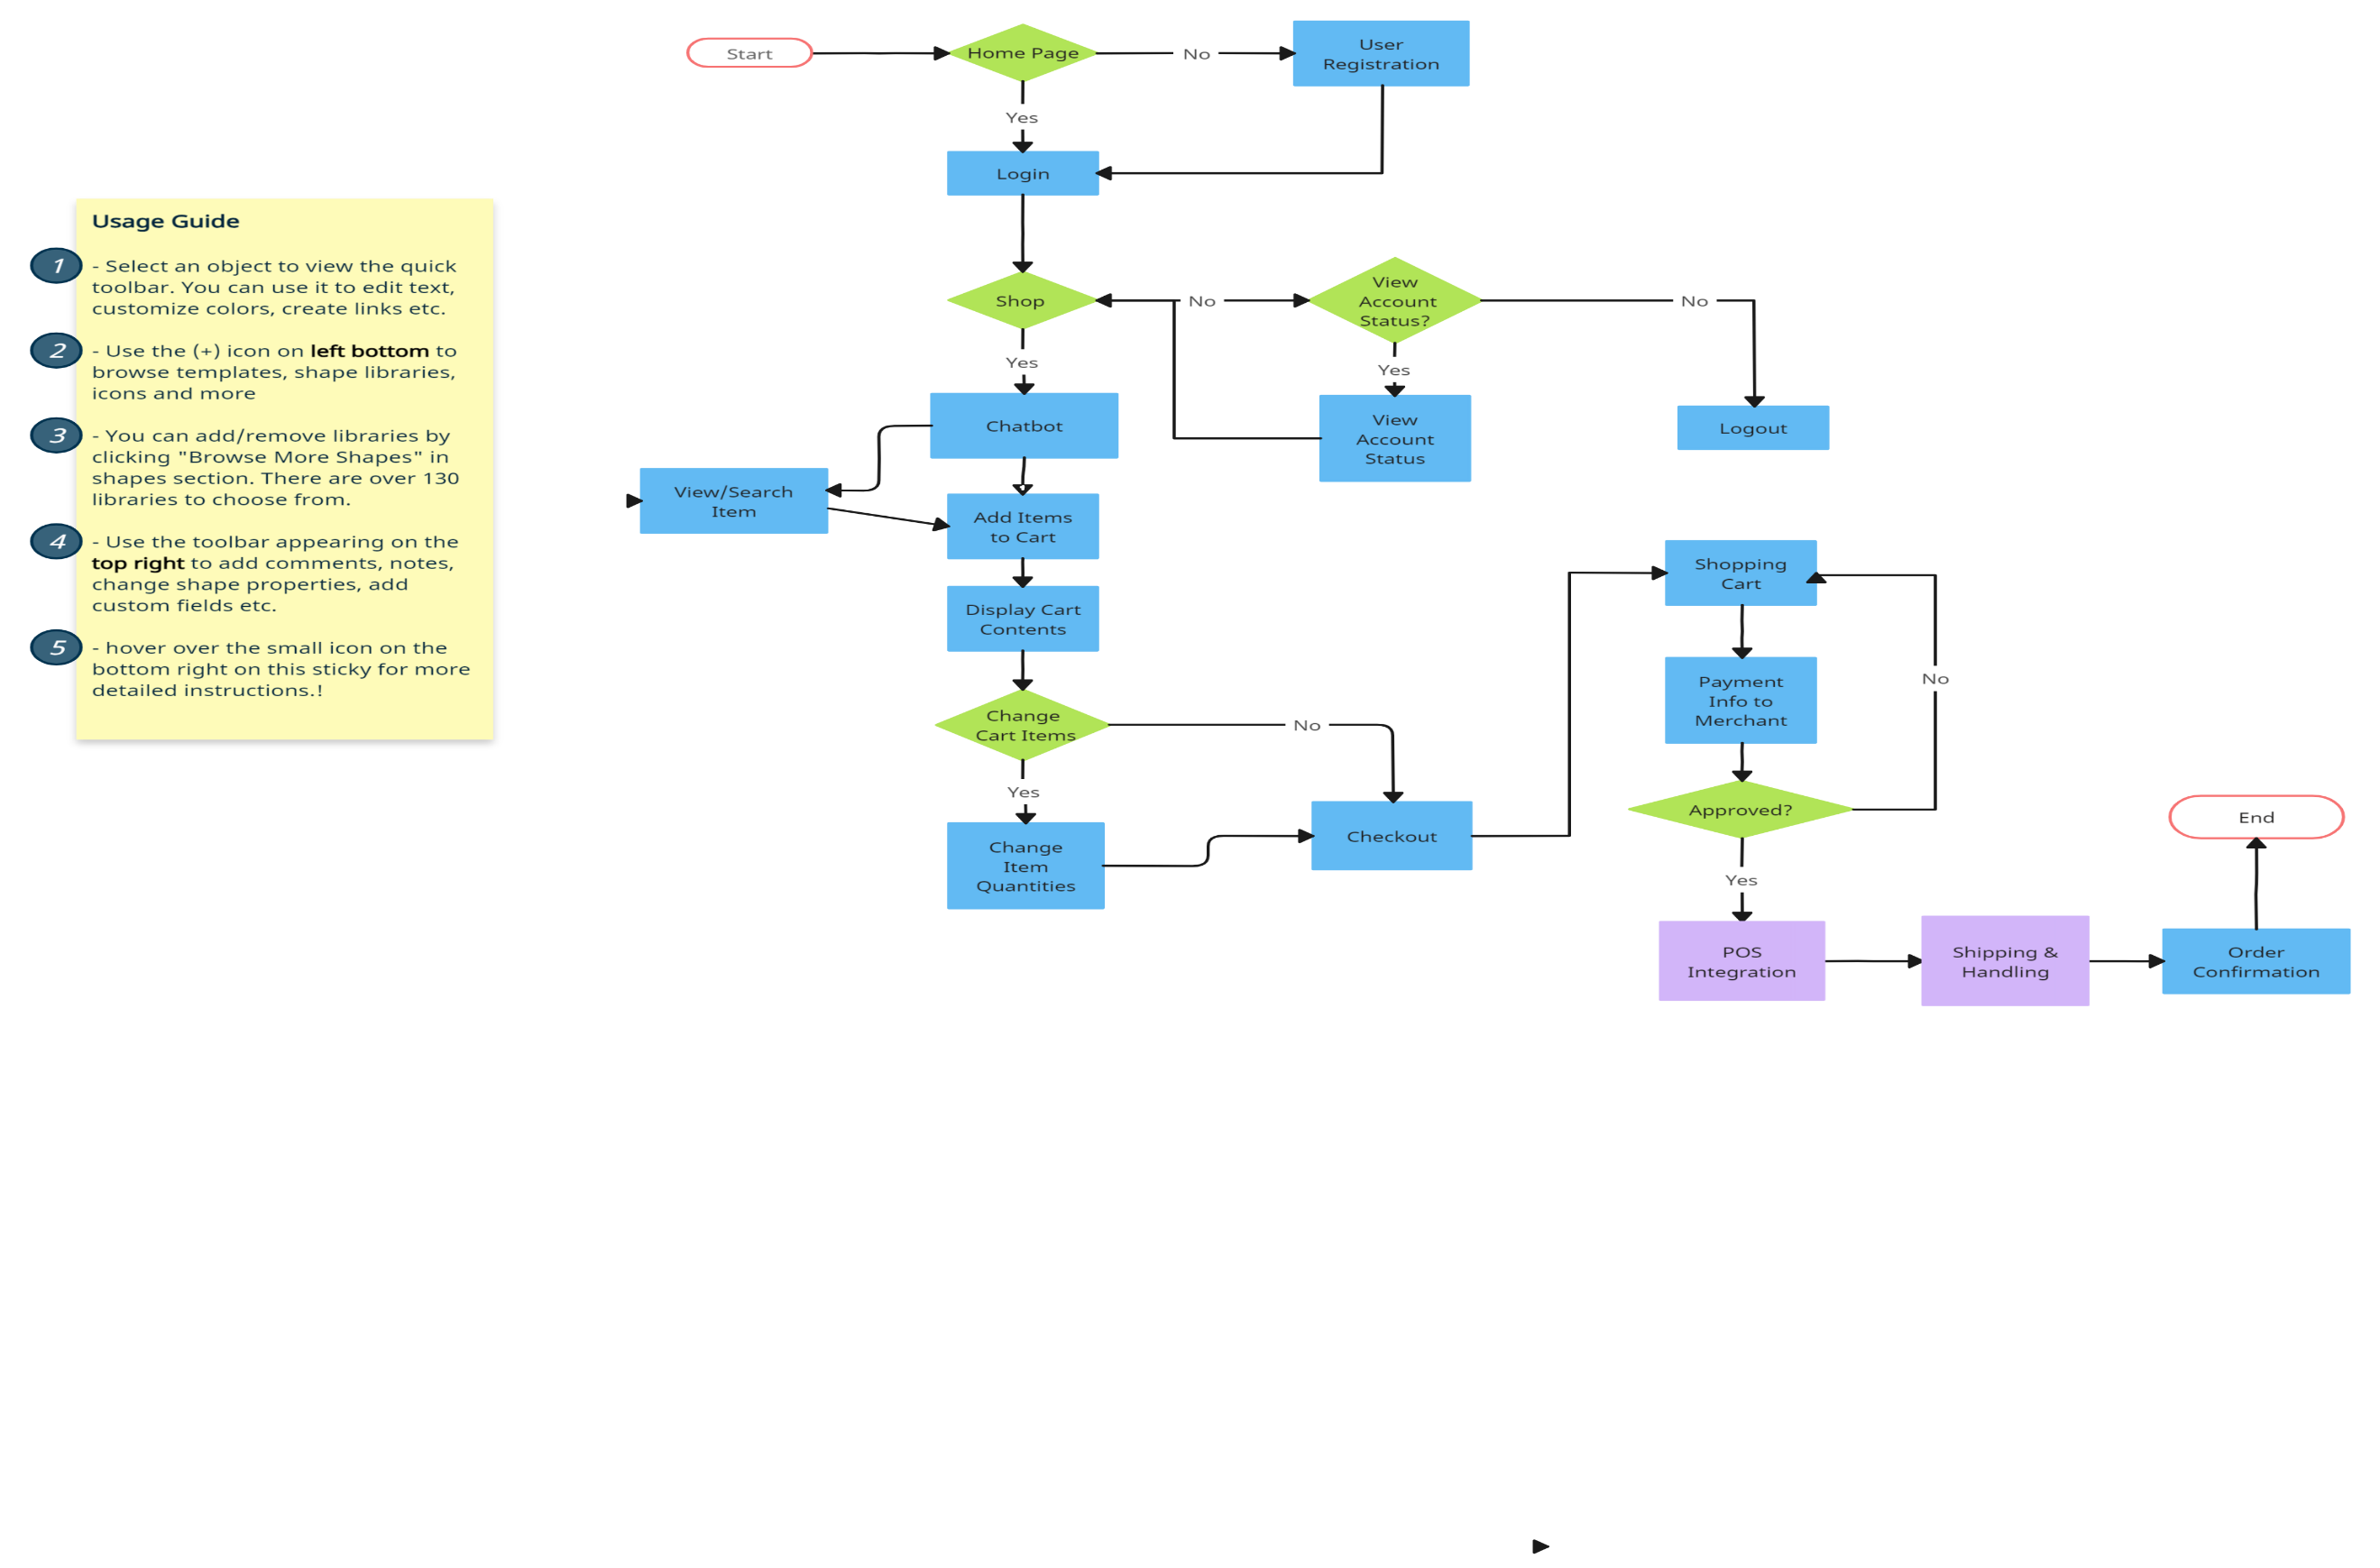 Start
Home Page
No
User
Registration
Yes
Login
Usage Guide
1
- Select an object to view the quick
toolbar. You can use it to edit text,
customize colors, create links etc.
2
- Use the (+) icon on left bottom to
browse templates, shape libraries,
icons and more
3
- You can add/remove libraries by
clicking "Browse More Shapes" in
shapes section. There are over 130
libraries to choose from.
4
- Use the toolbar appearing on the
top right to add comments, notes,
change shape properties, add
custom fields etc.
5
- hover over the small icon on the
bottom right on this sticky for more
detailed instructions.!
Shop
No
View
Account
Status?
No
Yes
Yes
Chatbot
View
Account
Status
Logout
View/Search
Item
Add Items
to Cart
Display Cart
Contents
Change
Cart Items
No
Yes
Change
Item
Quantities
Checkout
Shopping
Cart
Payment
Info to
Merchant
No
Approved?
Yes
POS
Integration
Shipping &
Handling
Order
Confirmation
End